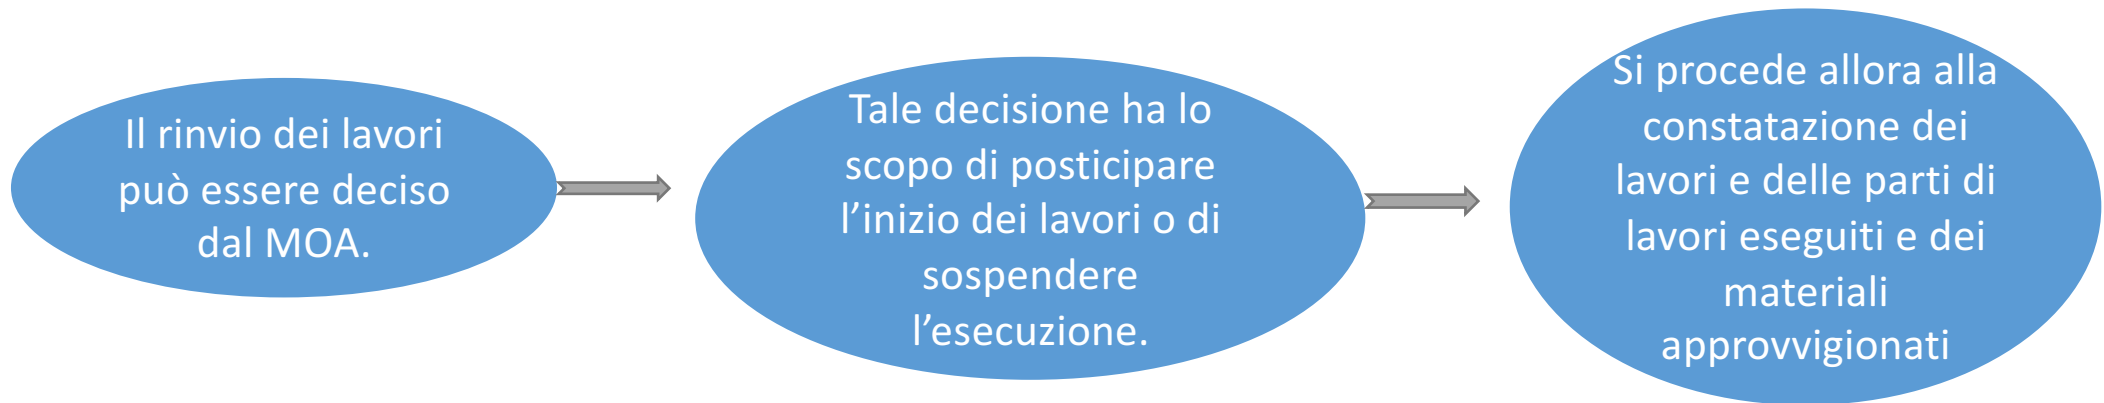 Il rinvio dei lavori
può essere deciso
dal MOA.
Tale decisione ha lo
scopo di posticipare
l’inizio dei lavori o di
sospendere
l’esecuzione.
Si procede allora alla
constatazione dei
lavori e delle parti di
lavori eseguiti e dei
materiali
approvvigionati